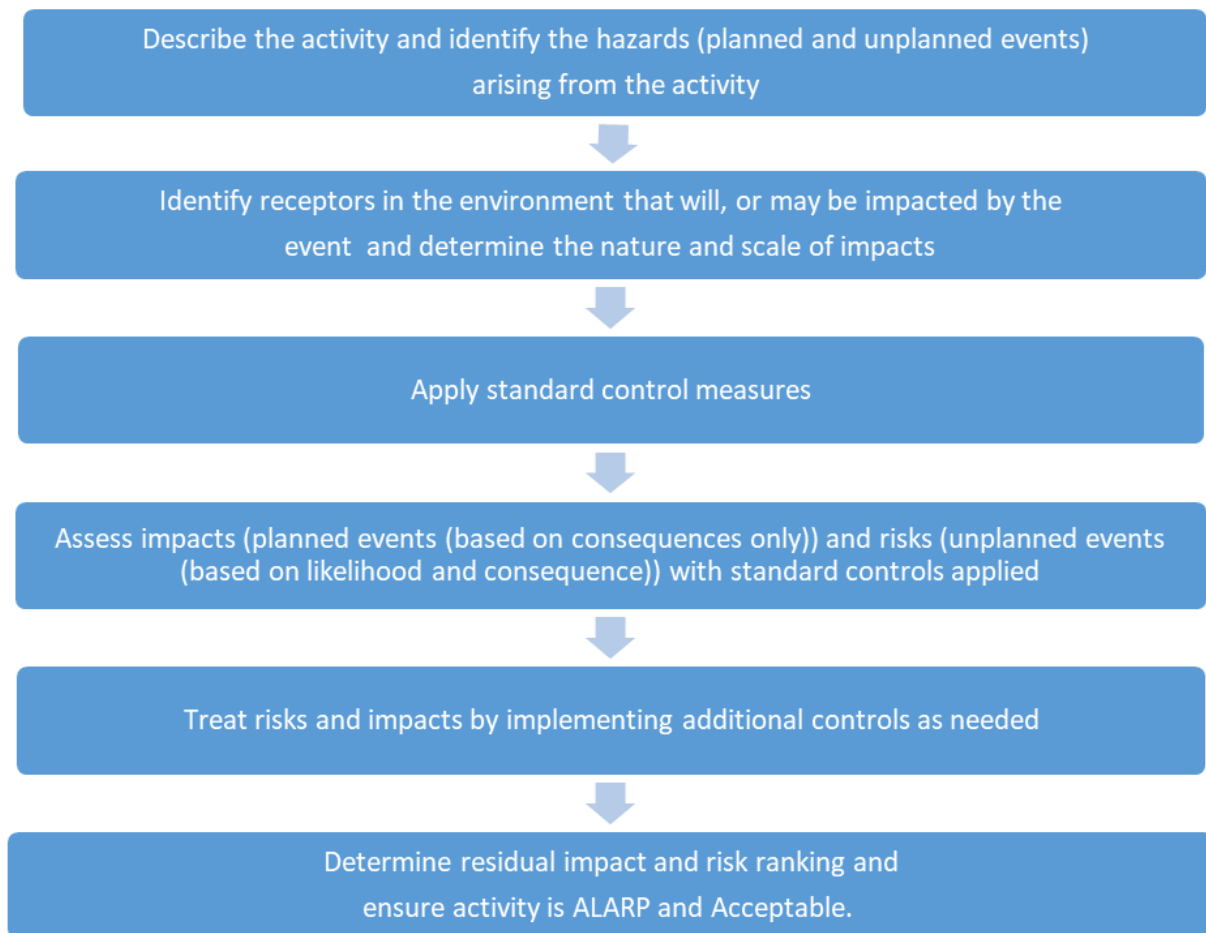 Describe the activity and identify the hazards (planned and unplanned events)
arising from the activity
Identify receptors in the environment that will, or may be impacted by the
event and determine the nature and scale of impacts
Apply standard control measures
Assess impacts (planned events (based on consequences only)) and risks (unplanned events
(based on likelihood and consequence)) with standard controls applied
Treat risks and impacts by implementing additional controls as needed
Determine residual impact and risk ranking and
ensure activity is ALARP and Acceptable.